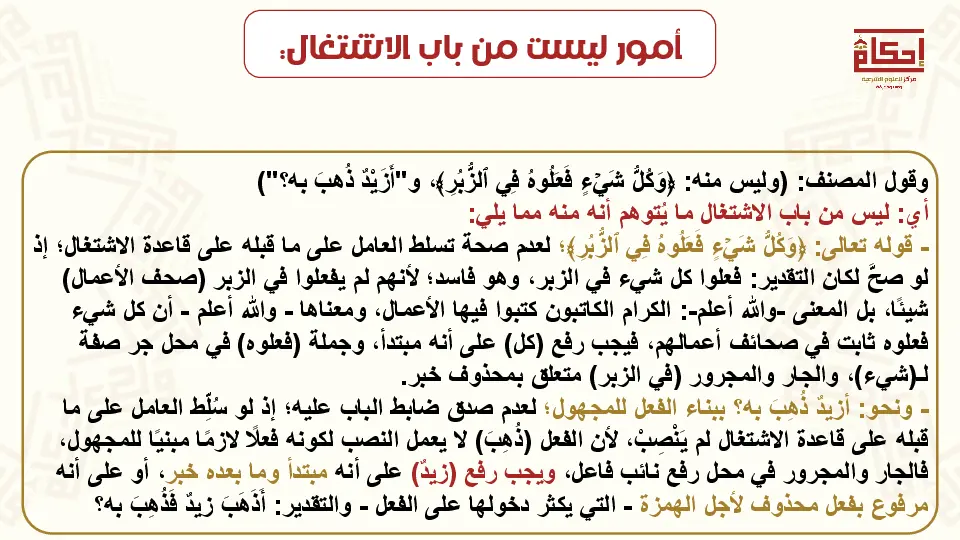 أمور ليست من باب الاشتغال:
إحكام
مركز للعلوم الشرعية
وقول المصنف: (وليس منه: ﴿وَكُلُّ شَيۡءٖ فَعَلُوهُ فِي ٱلزُّبُرِ﴾، و"أَزَيْدٌ ذُهبَ به؟")
أي: ليس من باب الاشتغال ما يُتوهم أنه منه مما يلي:
- قوله تعالى: ﴿وَكُلُّ شَيۡءٖ فَعَلُوهُ فِي ٱلزُّبُرِ﴾؛ لعدم صحة تسلط العامل على ما قبله على قاعدة الاشتغال؛ إذ
لو صحَّ لكان التقدير: فعلوا كل شيء في الزبر، وهو فاسد؛ لأنهم لم يفعلوا في الزبر (صحف الأعمال)
شيئًا، بل المعنى -والله أعلم-: الكرام الكاتبون كتبوا فيها الأعمال، ومعناها - والله أعلم - أن كل شيء
فعلوه ثابت في صحائف أعمالهم، فيجب رفع (كل) على أنه مبتدأ، وجملة (فعلوه) في محل جر صفة
لـ(شيء)، والجار والمجرور (في الزبر) متعلق بمحذوف خبر.
- ونحو: أزيدٌ ذُهِبَ به؟ ببناء الفعل للمجهول؛ لعدم صدق ضابط الباب عليه؛ إذ لو سُلِّط العامل على ما
قبله على قاعدة الاشتغال لم يَنْصِبْ، لأن الفعل (ذُهِبَ) لا يعمل النصب لكونه فعلًا لازمًا مبنيًا للمجهول،
فالجار والمجرور في محل رفع نائب فاعل، ويجب رفع (زيدٌ) على أنه مبتدأ وما بعده خبر، أو على أنه
مرفوع بفعل محذوف لأجل الهمزة - التي يكثر دخولها على الفعل - والتقدير: أَذَهَبَ زيدٌ فَذُهِبَ به؟